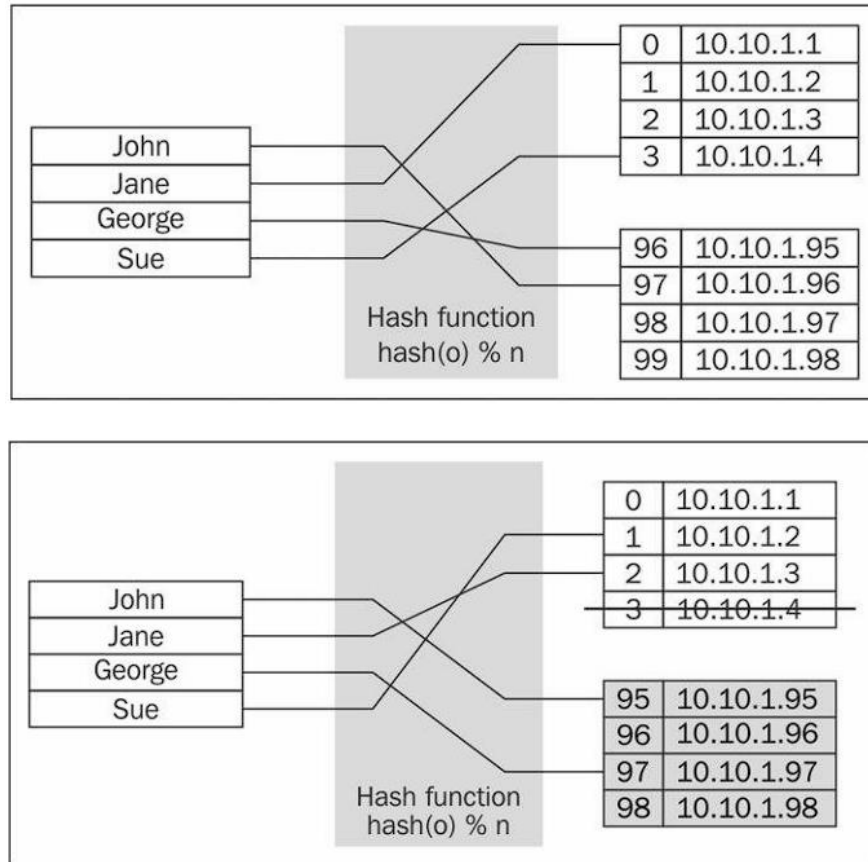 John
Jane
George
Sue
Hash function
hash(o) % n
0 10.10.1.1
1 10.10.1.2
2 10.10.1.3
3 10.10.1.4
96 10.10.1.95
97 10.10.1.96
98 10.10.1.97
99 10.10.1.98
John
Jane
George
Sue
Hash function
hash(o) % n
0 10.10.1.1
1 10.10.1.2
2 10.10.1.3
3 10.10.1.4
95 10.10.1.95
96 10.10.1.96
97 10.10.1.97
98 10.10.1.98